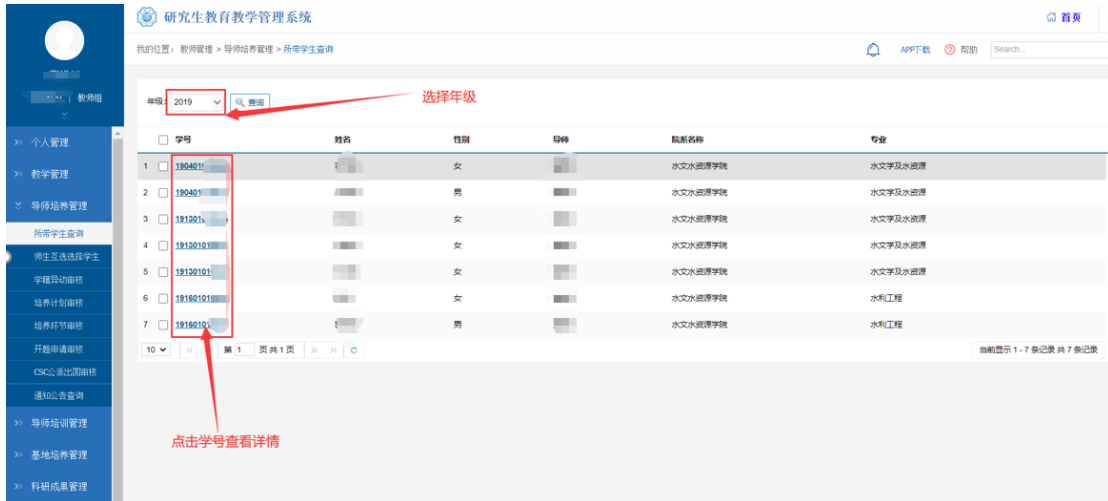 研究生教育教学管理系统
首页
我的位置： 教师管理 > 导师培养管理 > 所带学生查询
APP下载
帮助
Search...
教师组
年级：
2019
查询
选择年级
学号 姓名 性别 导师 院系名称 专业
1 190401 女 水文水资源学院 水文学及水资源
2 190401 男 水文水资源学院 水文学及水资源
3 191301 女 水文水资源学院 水文学及水资源
4 19130101 女 水文水资源学院 水文学及水资源
5 19130101 女 水文水资源学院 水文学及水资源
6 19160101 女 水文水资源学院 水利工程
7 1916010 男 水文水资源学院 水利工程
10 第 1 页共1页
当前显示 1 - 7 条记录 共 7 条记录
点击学号查看详情
个人管理
教学管理
导师培养管理
所带学生查询
师生互选选择学生
学籍异动审核
培养计划审核
培养环节审核
开题申请审核
CSC公派出国审核
通知公告查询
导师培训管理
基地培养管理
科研成果管理